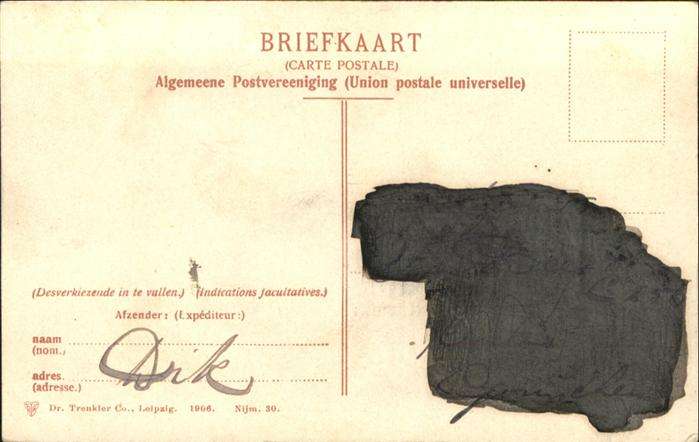 BRIEFKAART
(CARTE POSTALE)
Algemeene Postvereeniging (Union postale universelle)
(Desverkiezende in te vullen.) (Indications facultatives.)
Afzender: (Expéditeur:)
naam
(nom.)
Dik
adres.
(adresse.)
Dr. Trenkler Co., Leipzig. 1906. Nijm. 30.